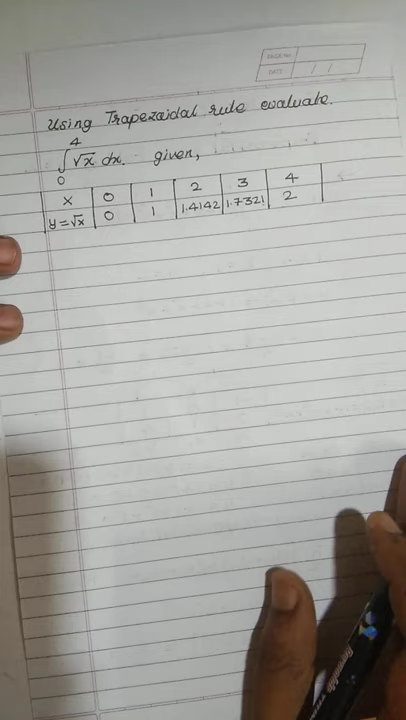 PAGE No:
DATE / /
Using Trapezoidal rule evaluate.
4
∫ √x dx. given,
0
x 0 1 2 3 4
y=√x 0 1 1.4142 1.7321 2